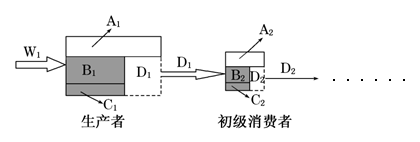 A₁ A₂
W₁ B₁ D₁ D₁ B₂ D₂ D₂ ......
C₁ C₂
生产者 初级消费者